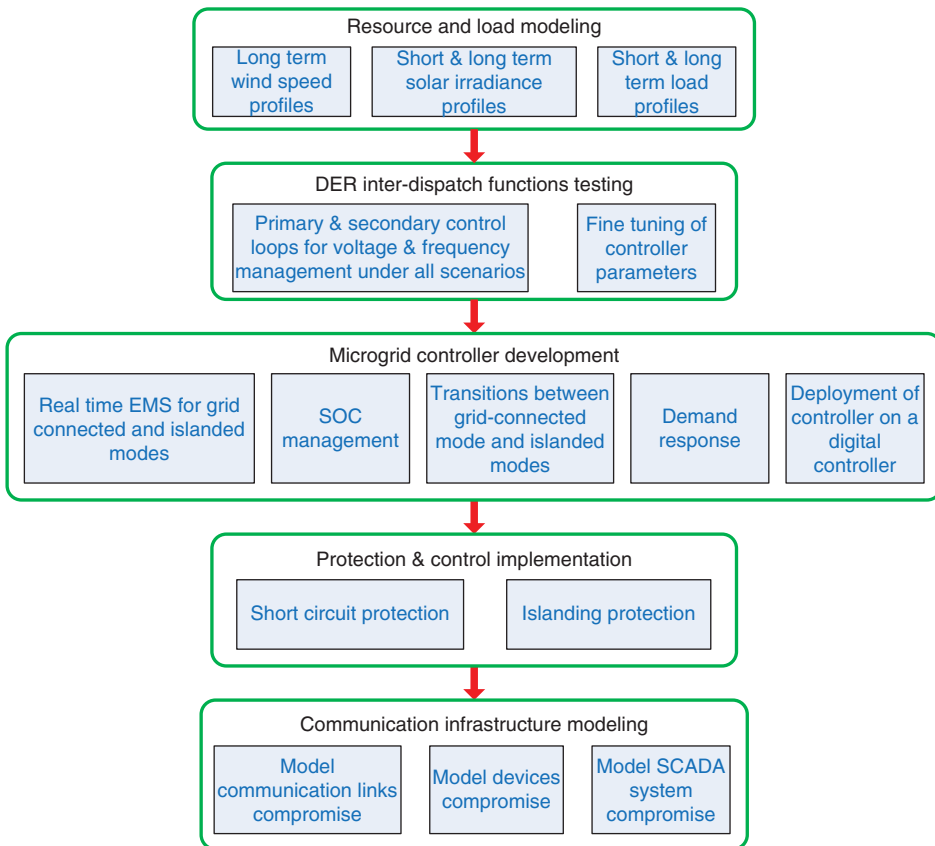 Resource and load modeling
Long term
wind speed
profiles
Short & long term
solar irradiance
profiles
Short & long
term load
profiles
DER inter-dispatch functions testing
Primary & secondary control
loops for voltage & frequency
management under all scenarios
Fine tuning of
controller
parameters
Microgrid controller development
Real time EMS for grid
connected and islanded
modes
SOC
management
Transitions between
grid-connected
mode and islanded
modes
Demand
response
Deployment of
controller on a
digital
controller
Protection & control implementation
Short circuit protection
Islanding protection
Communication infrastructure modeling
Model
communication links
compromise
Model devices
compromise
Model SCADA
system
compromise